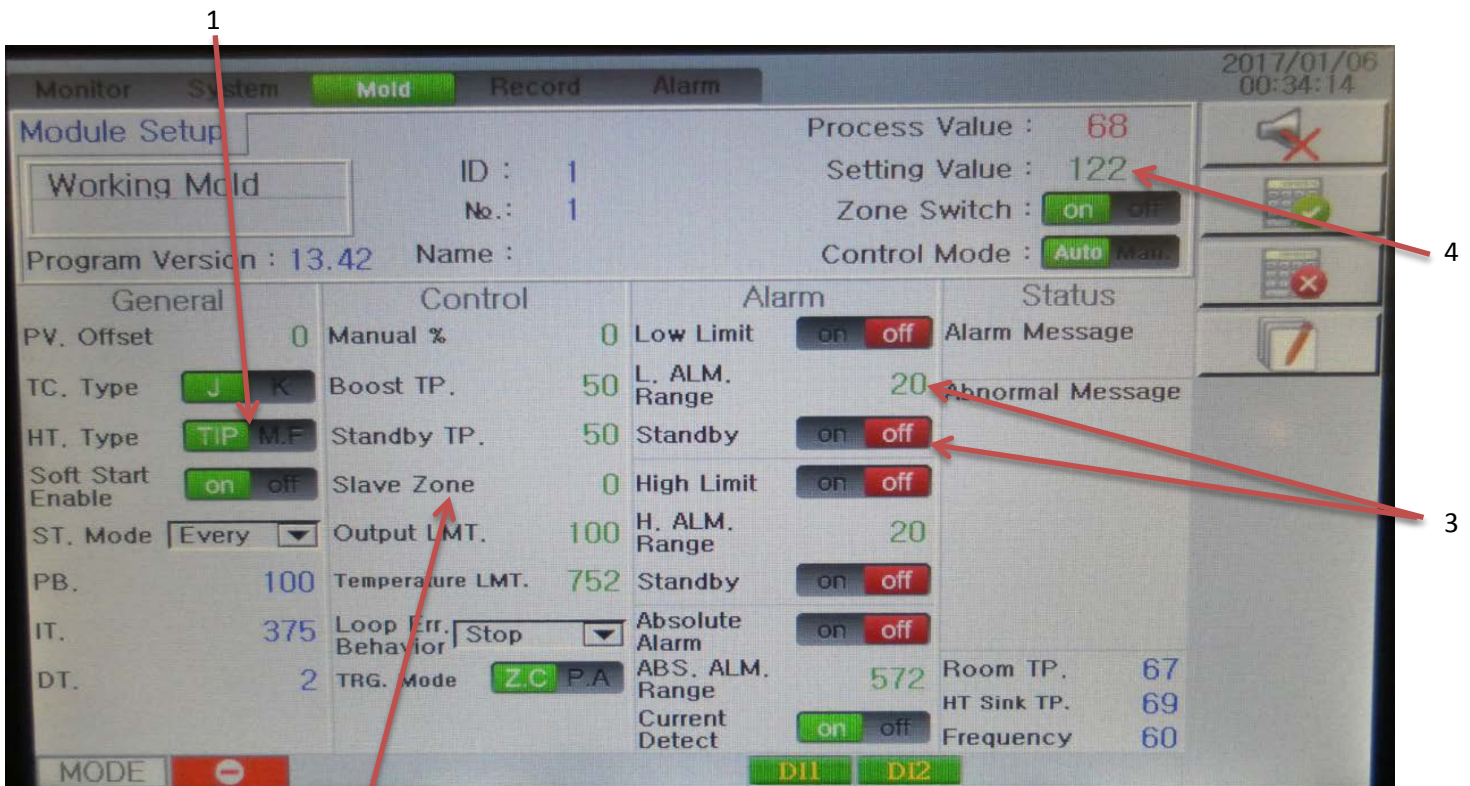 1
2017/01/06
00:34:14
Monitor System Mold Record Alarm
Module Setup
Process Value : 68
Working Mold
ID : 1
Setting Value : 122
No.: 1
Zone Switch : on off
4
Program Version : 13.42
Name :
Control Mode : Auto Man.
General
Control
Alarm
Status
PV. Offset 0
Manual % 0
Low Limit on off
Alarm Message
TC. Type J K
Boost TP. 50
L. ALM.
Range 20
Abnormal Message
HT. Type TIP M.F
Standby TP. 50
Standby on off
Soft Start
Enable on off
Slave Zone 0
High Limit on off
3
ST. Mode Every
Output LMT. 100
H. ALM.
Range 20
PB. 100
Temperature LMT. 752
Standby on off
IT. 375
Loop Err.
Behavior Stop
Absolute
Alarm on off
DT. 2
TRG. Mode Z.C P.A
ABS. ALM.
Range 572
Room TP. 67
HT Sink TP. 69
Current
Detect on off
Frequency 60
MODE
DI1 DI2